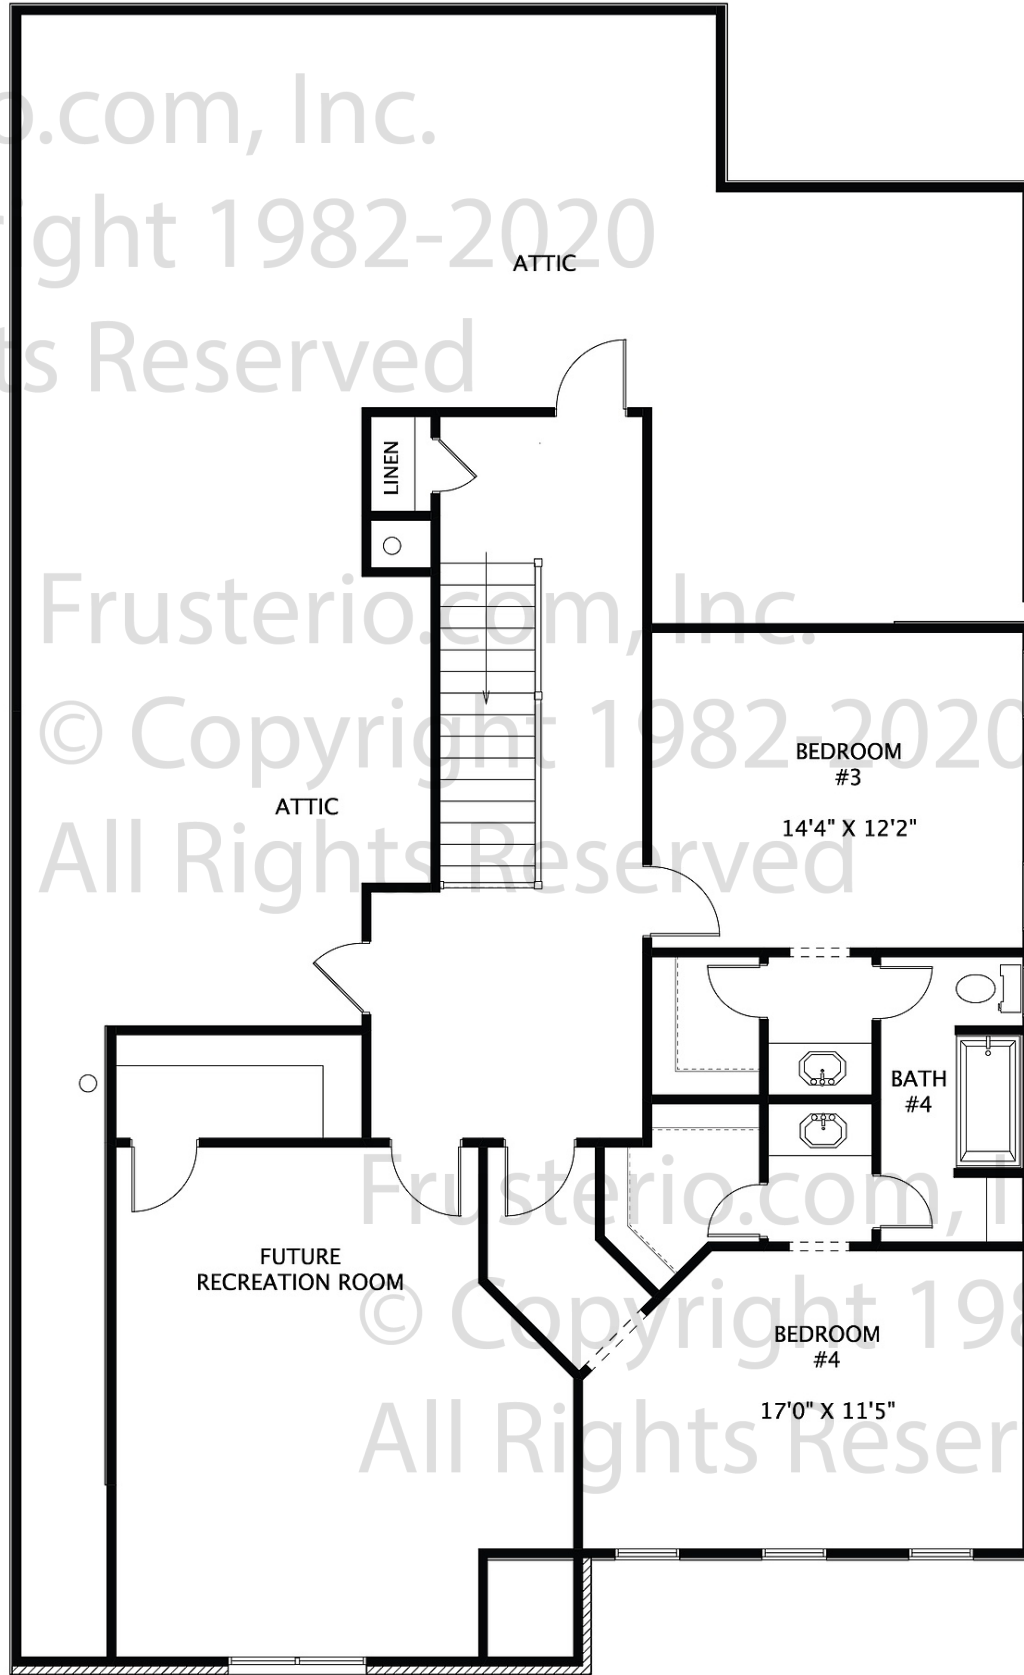 o.com, Inc.
right 1982-2020
ts Reserved
ATTIC
LINEN
Frusterio.com, Inc.
© Copyright 1982-2020
All Rights Reserved
BEDROOM
#3
14'4" X 12'2"
ATTIC
BATH
#4
Frusterio.com, I
© Copyright 198
All Rights Reser
FUTURE
RECREATION ROOM
BEDROOM
#4
17'0" X 11'5"